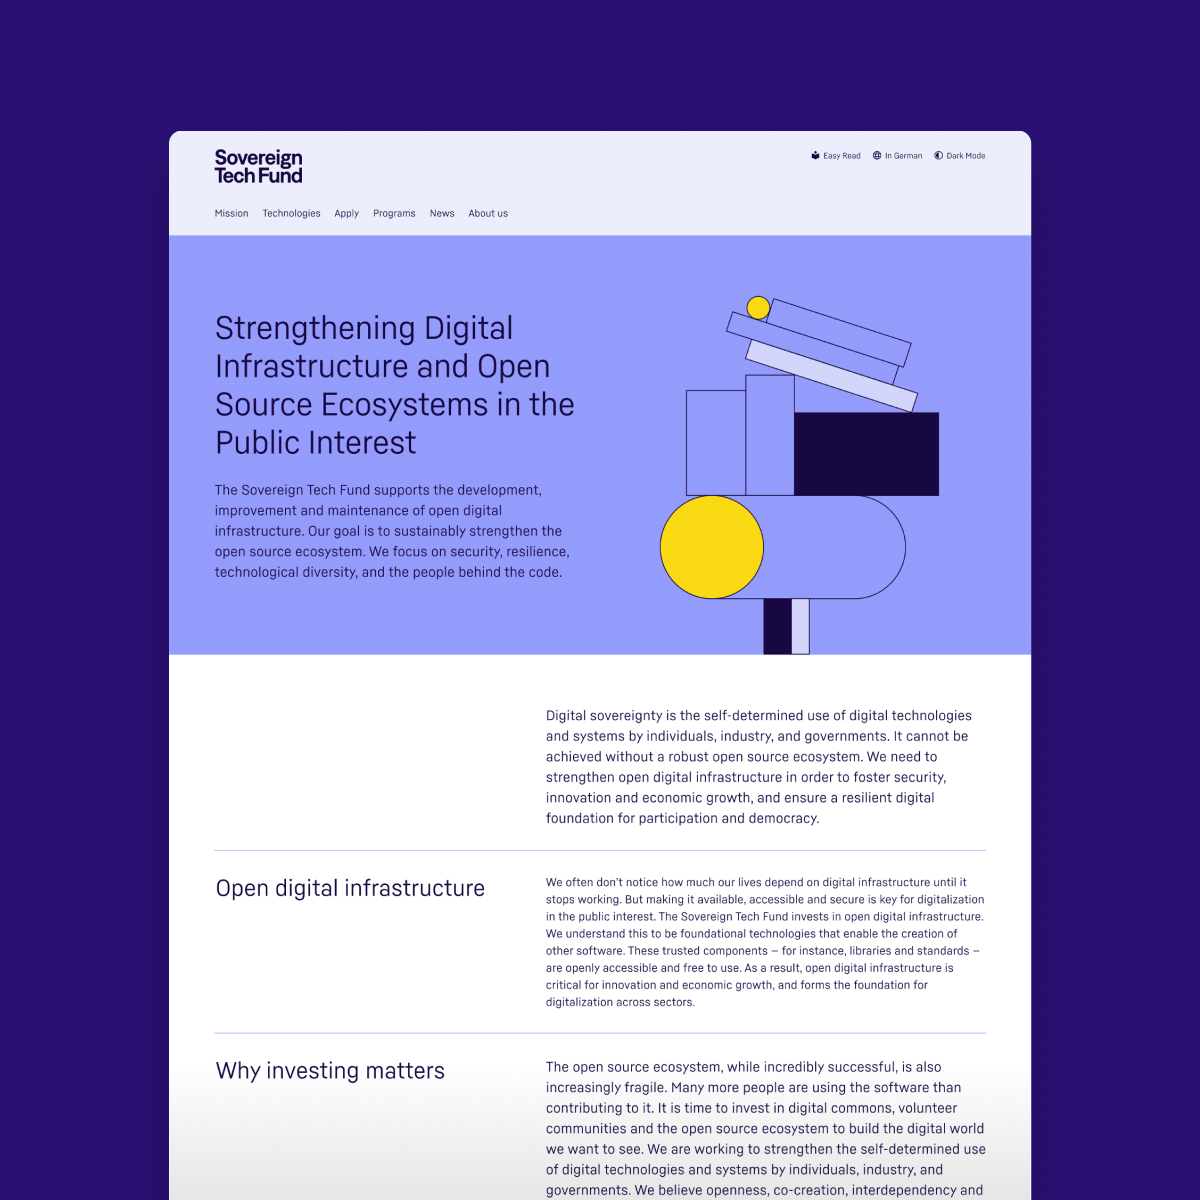 Sovereign
Tech Fund
Easy Read
In German
Dark Mode
Mission
Technologies
Apply
Programs
News
About us
Strengthening Digital
Infrastructure and Open
Source Ecosystems in the
Public Interest
The Sovereign Tech Fund supports the development,
improvement and maintenance of open digital
infrastructure. Our goal is to sustainably strengthen the
open source ecosystem. We focus on security, resilience,
technological diversity, and the people behind the code.
Digital sovereignty is the self-determined use of digital technologies
and systems by individuals, industry, and governments. It cannot be
achieved without a robust open source ecosystem. We need to
strengthen open digital infrastructure in order to foster security,
innovation and economic growth, and ensure a resilient digital
foundation for participation and democracy.
Open digital infrastructure
We often don't notice how much our lives depend on digital infrastructure until it
stops working. But making it available, accessible and secure is key for digitalization
in the public interest. The Sovereign Tech Fund invests in open digital infrastructure.
We understand this to be foundational technologies that enable the creation of
other software. These trusted components – for instance, libraries and standards –
are openly accessible and free to use. As a result, open digital infrastructure is
critical for innovation and economic growth, and forms the foundation for
digitalization across sectors.
Why investing matters
The open source ecosystem, while incredibly successful, is also
increasingly fragile. Many more people are using the software than
contributing to it. It is time to invest in digital commons, volunteer
communities and the open source ecosystem to build the digital world
we want to see. We are working to strengthen the self-determined use
of digital technologies and systems by individuals, industry, and
governments. We believe openness, co-creation, interdependency and